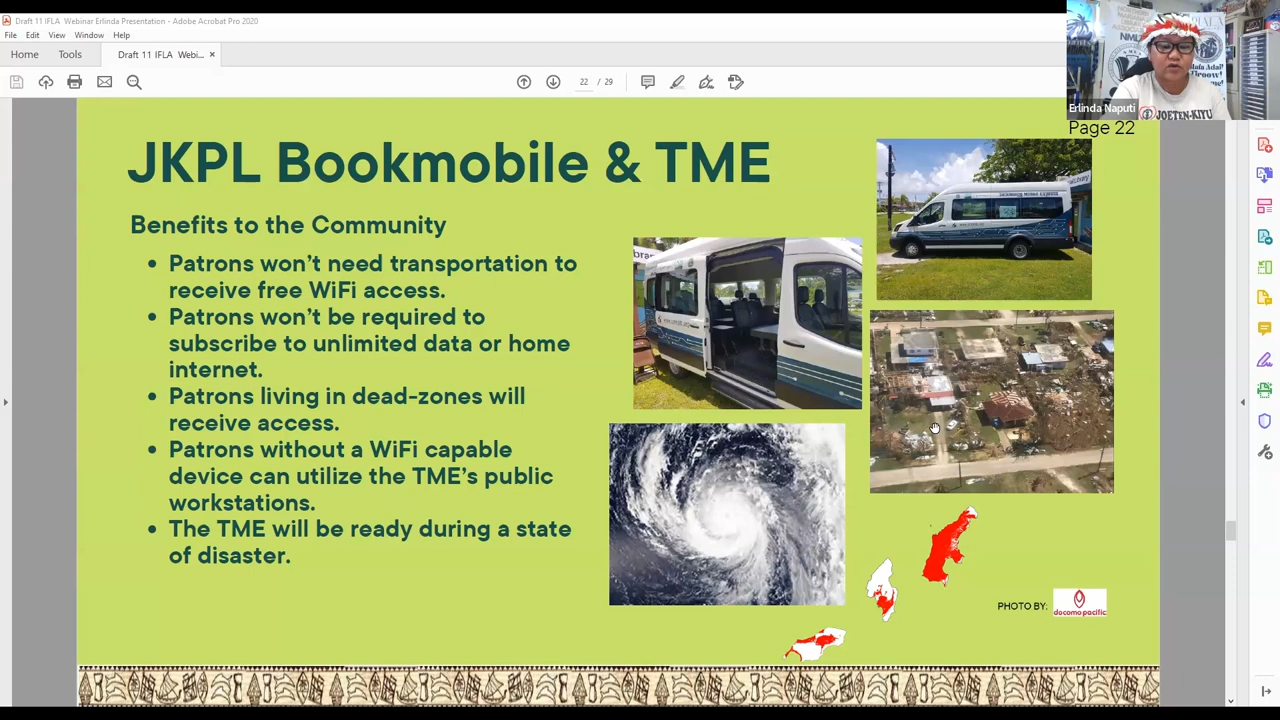 Draft 11 IFLA Webinar Erlinda Presentation - Adobe Acrobat Pro 2020
File Edit View Window Help
Home Tools Draft 11 IFLA Webi... ×
22 / 29
Erlinda Naputi
JOETEN-KIYU
Page 22
JKPL Bookmobile & TME
Benefits to the Community
• Patrons won't need transportation to
receive free WiFi access.
• Patrons won't be required to
subscribe to unlimited data or home
internet.
• Patrons living in dead-zones will
receive access.
• Patrons without a WiFi capable
device can utilize the TME's public
workstations.
• The TME will be ready during a state
of disaster.
PHOTO BY:
docomo pacific